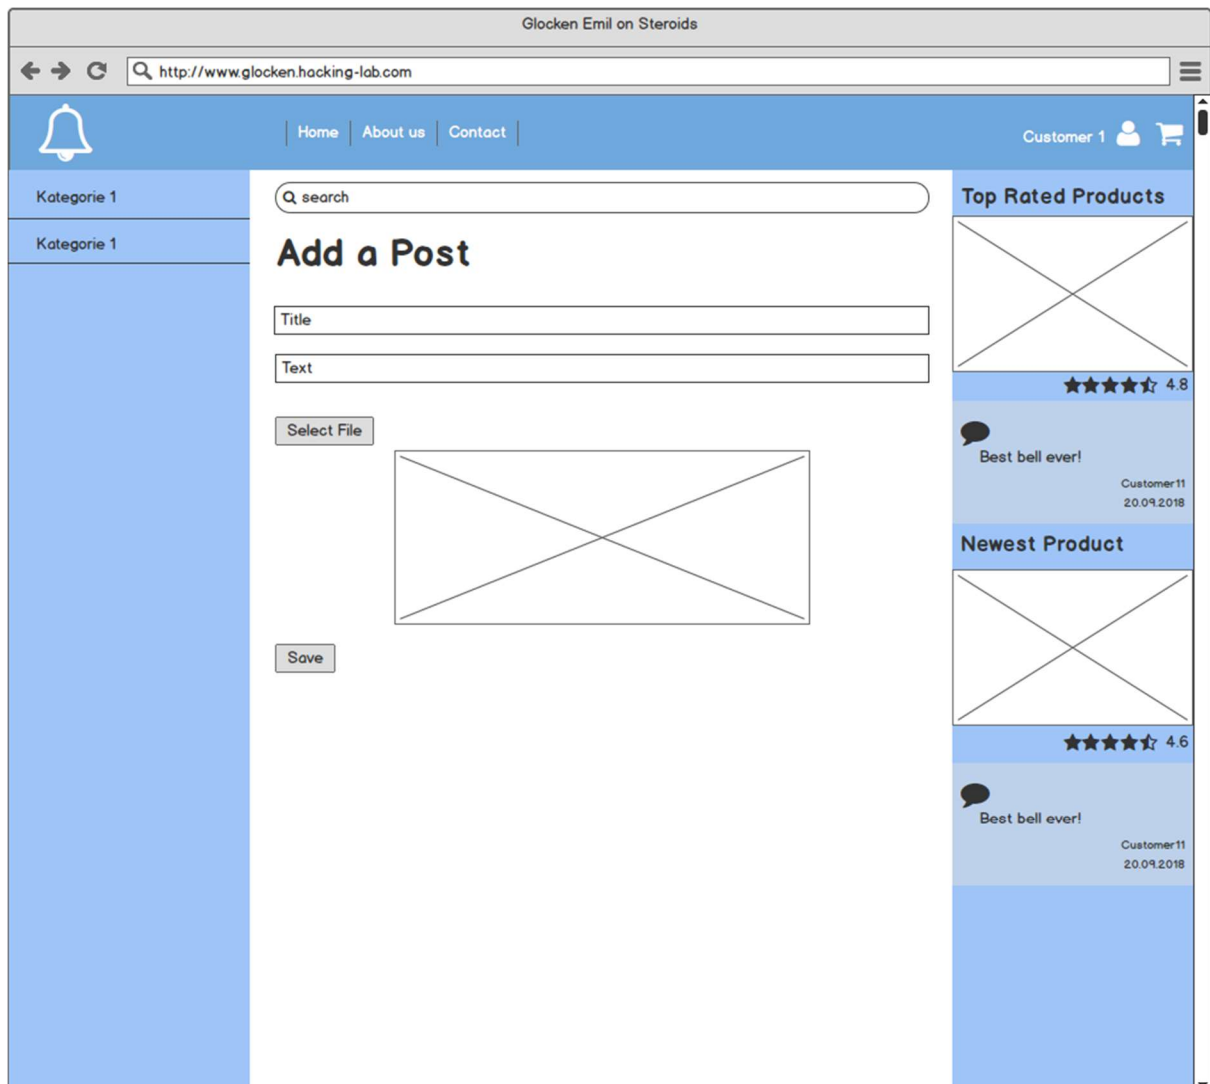 Glocken Emil on Steroids
http://www.glocken.hacking-lab.com
Home About us Contact
Customer 1
Kategorie 1
Kategorie 1
search
Add a Post
Title
Text
Select File
Save
Top Rated Products
4.8
Best bell ever!
Customer11
20.09.2018
Newest Product
4.6
Best bell ever!
Customer11
20.09.2018